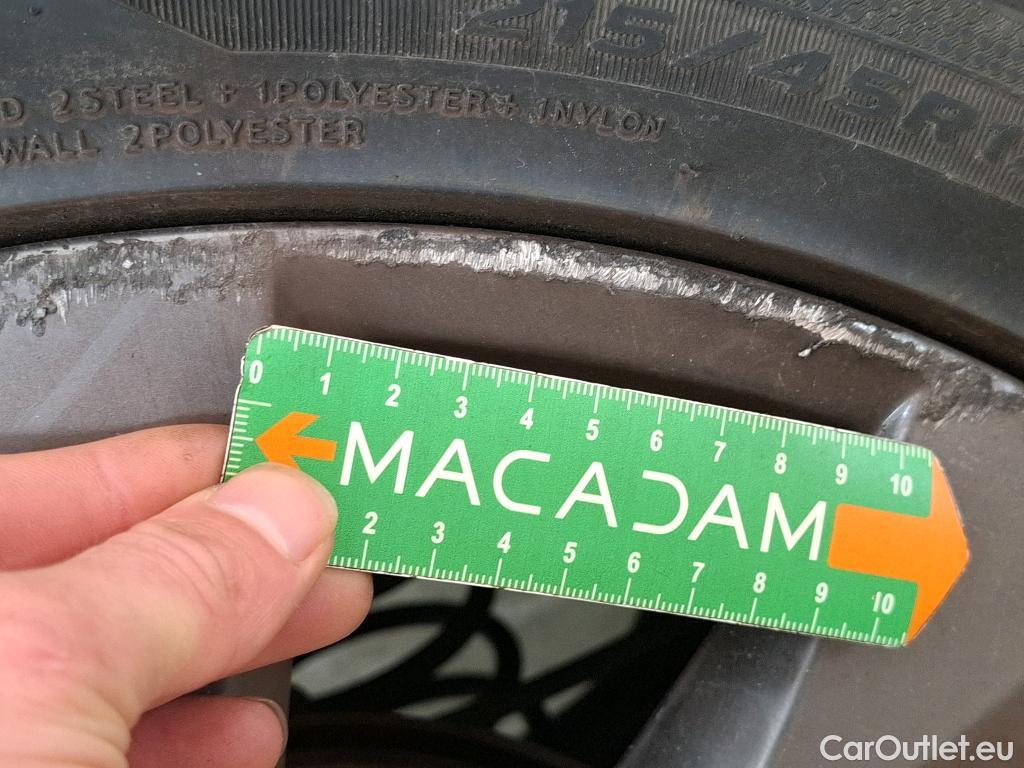 215/45R1
D 2STEEL + 1POLYESTER + 1NYLON
WALL 2POLYESTER
0 1 2 3 4 5 6 7 8 9 10
MACADAM
2 3 4 5 6 7 8 9 10
CarOutlet.eu